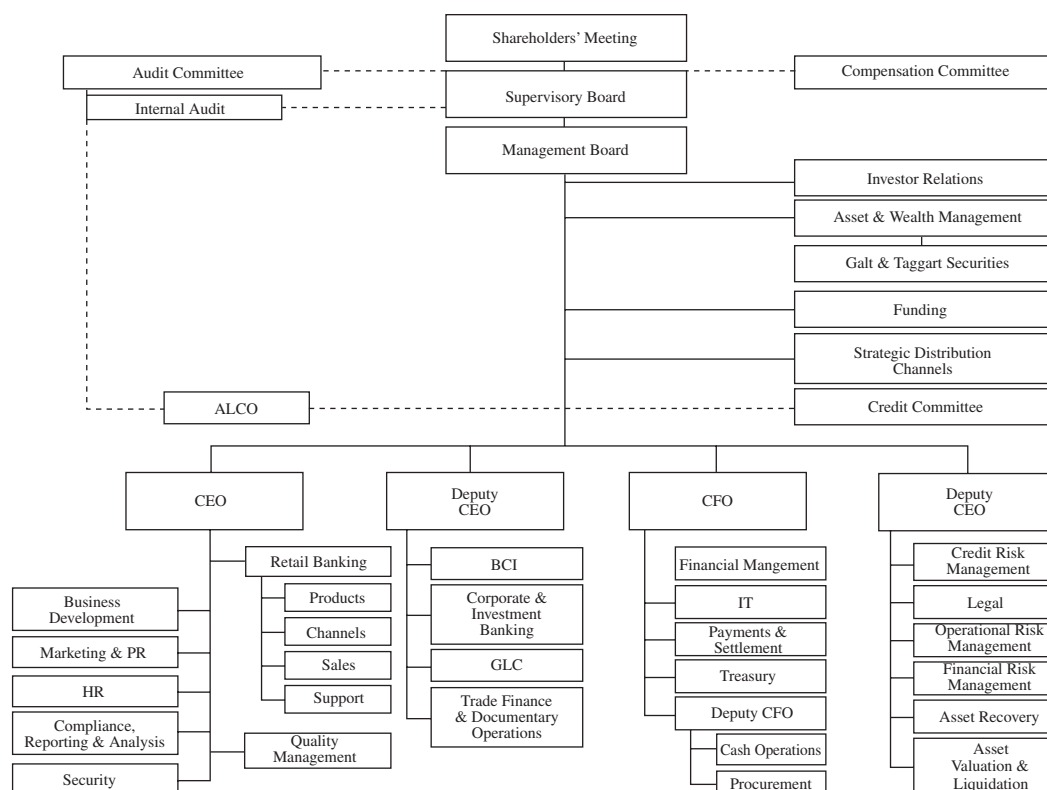 Shareholders' Meeting
Audit Committee
Compensation Committee
Supervisory Board
Internal Audit
Management Board
Investor Relations
Asset & Wealth Management
Galt & Taggart Securities
Funding
Strategic Distribution
Channels
ALCO
Credit Committee
CEO
Deputy
CEO
CFO
Deputy
CEO
Retail Banking
Products
Channels
Sales
Support
Quality
Management
Business
Development
Marketing & PR
HR
Compliance,
Reporting & Analysis
Security
BCI
Corporate &
Investment
Banking
GLC
Trade Finance
& Documentary
Operations
Financial Mangement
IT
Payments &
Settlement
Treasury
Deputy CFO
Cash Operations
Procurement
Credit Risk
Management
Legal
Operational Risk
Management
Financial Risk
Management
Asset Recovery
Asset
Valuation &
Liquidation